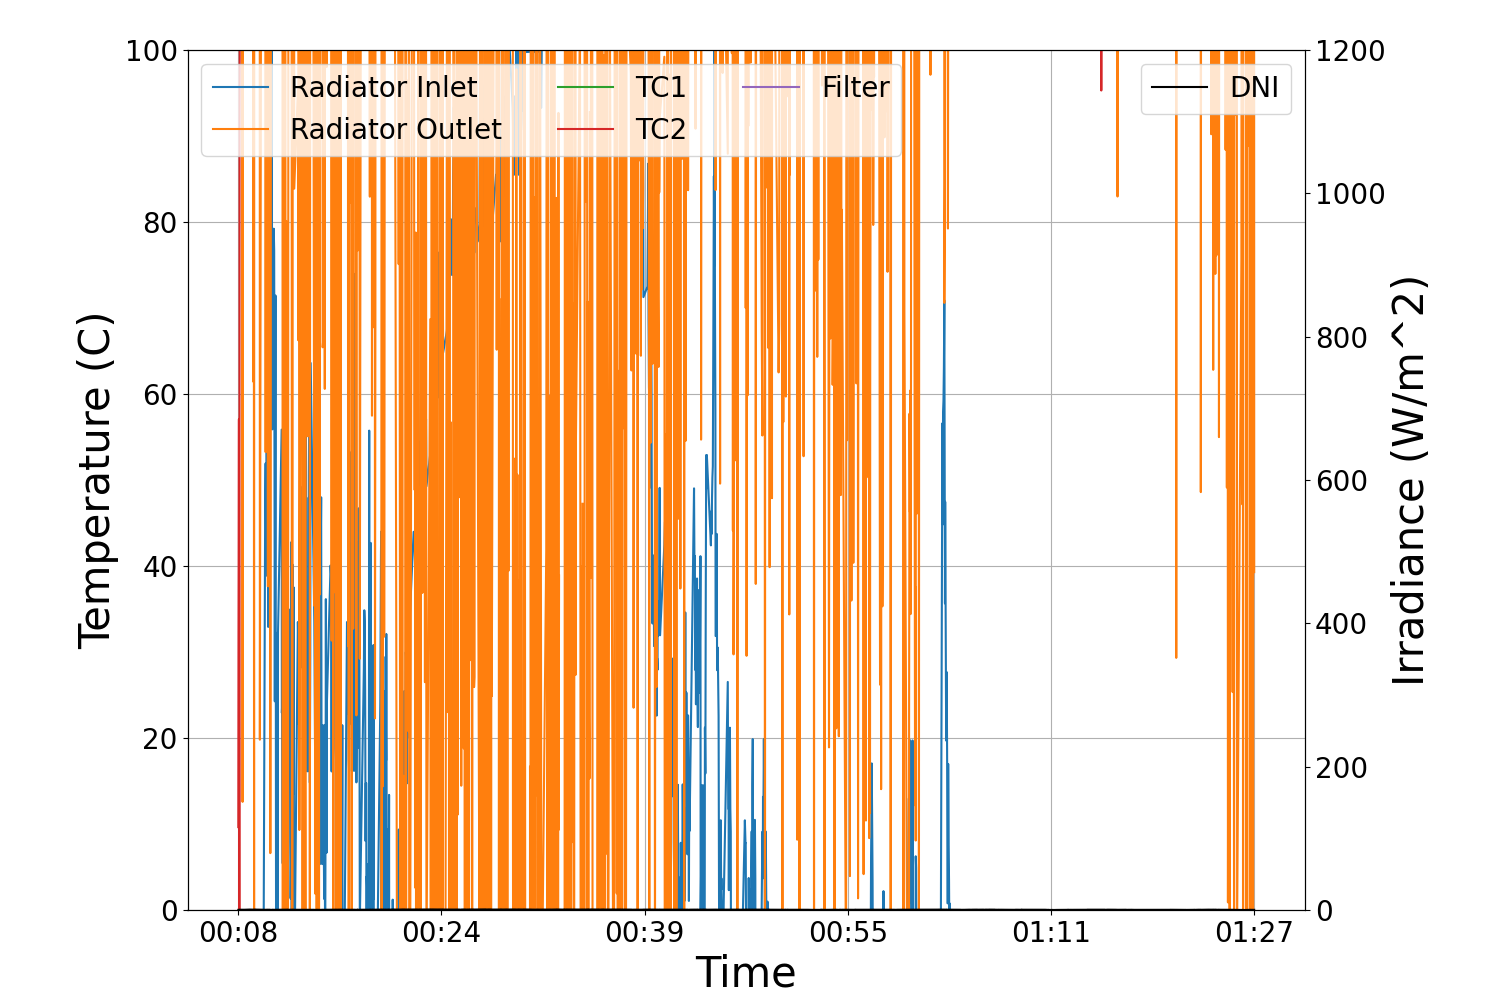 100
80
60
40
20
0
Temperature (C)
Radiator Inlet
Radiator Outlet
TC1
TC2
Filter
DNI
1200
1000
800
600
400
200
0
Irradiance (W/m^2)
00:08 00:24 00:39 00:55 01:11 01:27
Time